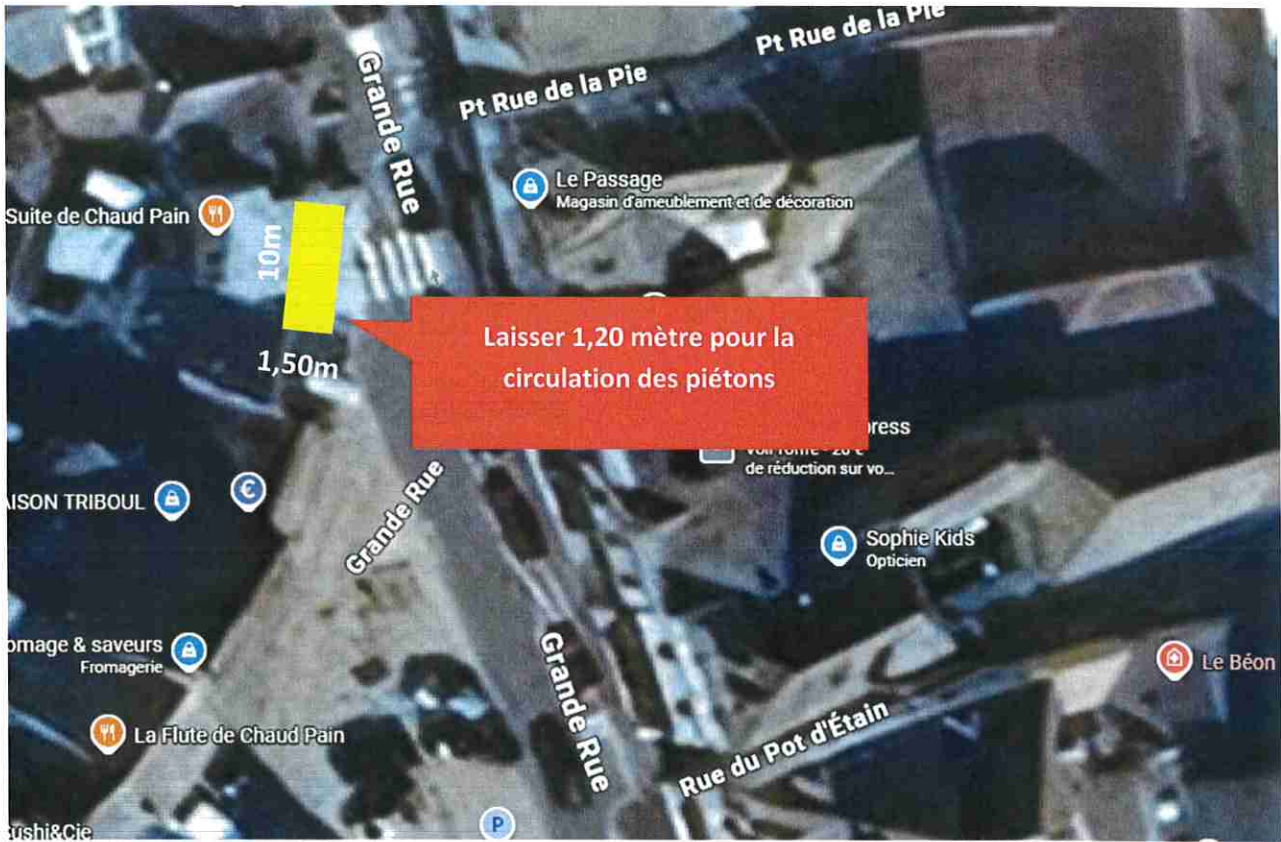 Pt Rue de la Pie
Pt Rue de la Pie
Grande Rue
Le Passage
Magasin d'ameublement et de décoration
Suite de Chaud Pain
10m
1,50m
Laisser 1,20 mètre pour la
circulation des piétons
press
de réduction sur vo...
Grande Rue
AISON TRIBOUL
€
Sophie Kids
Opticien
omage & saveurs
Fromagerie
Le Béon
La Flute de Chaud Pain
Grande Rue
Rue du Pot d'Étain
P
Sushi&Cie